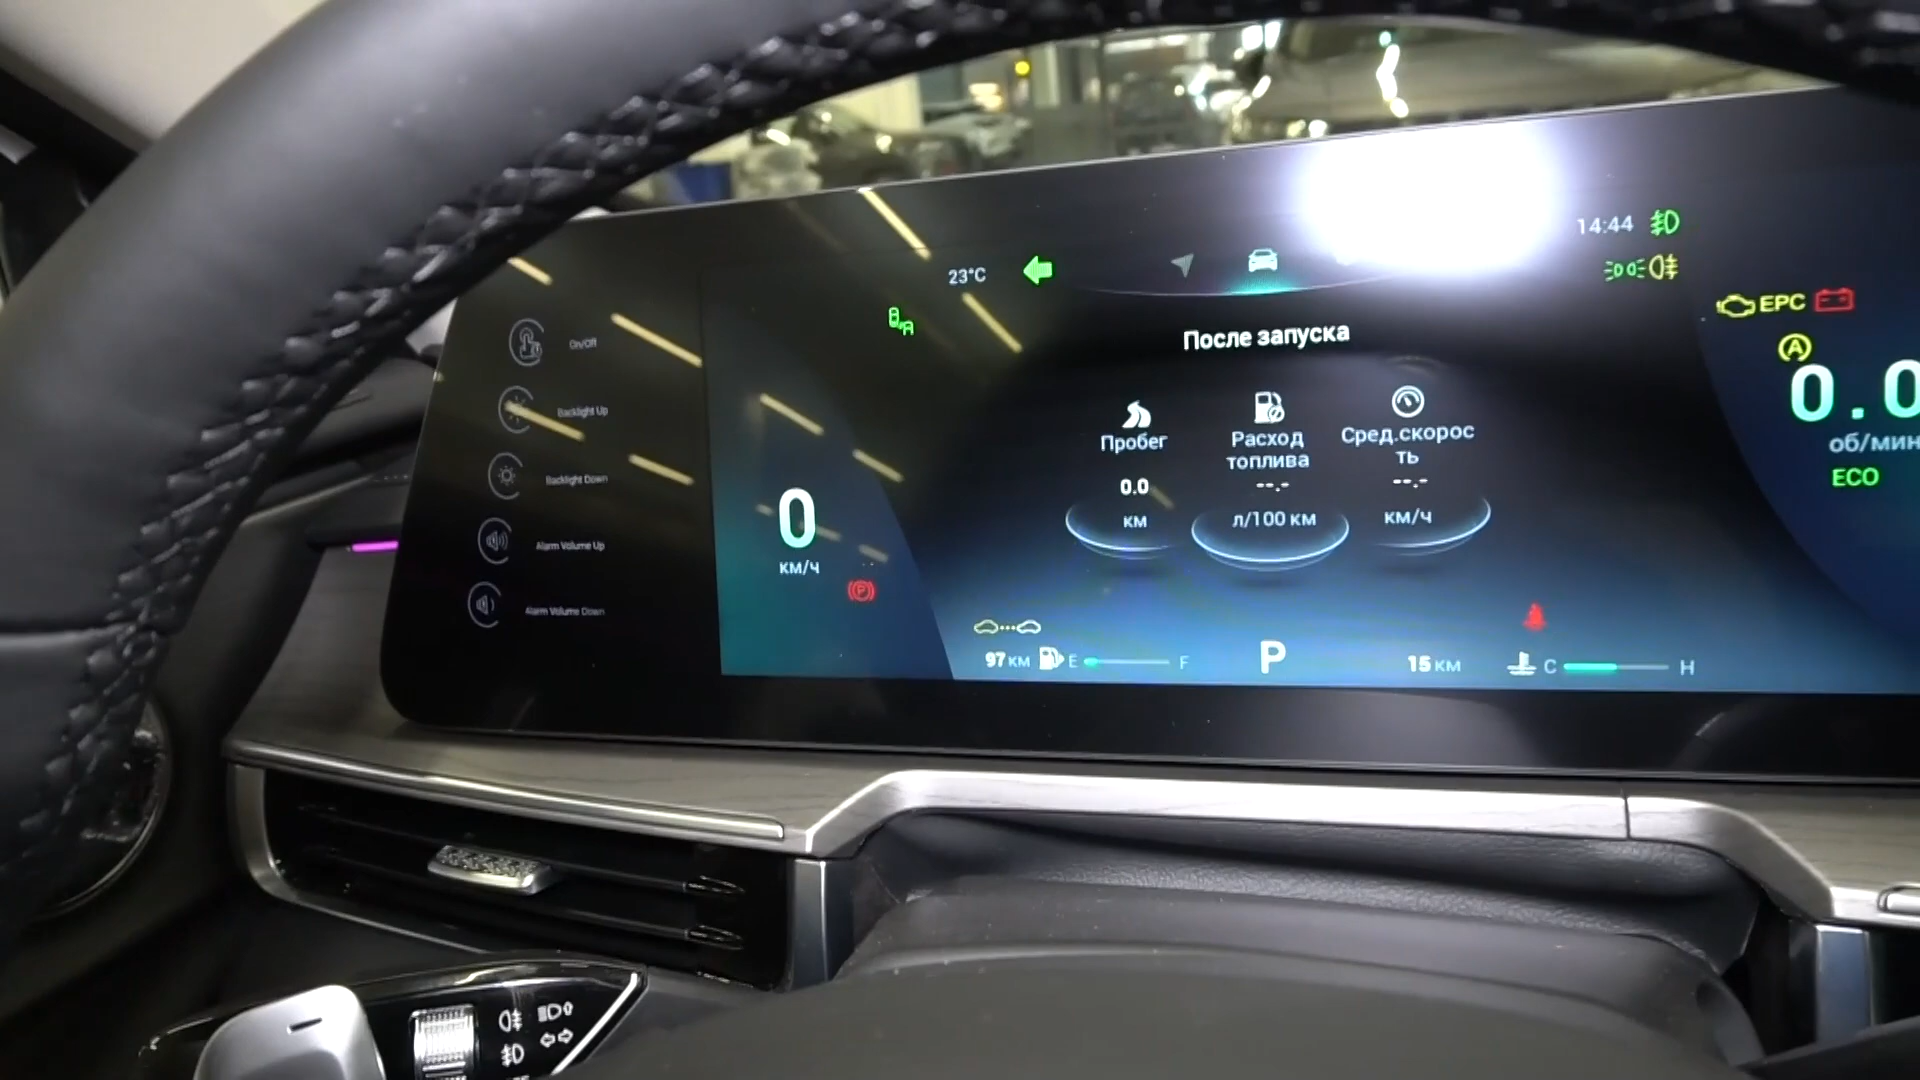 14:44
23°C
EPC
После запуска
A
0.0
об/мин
ECO
On/Off
Backlight Up
Backlight Down
Alarm Volume Up
Alarm Volume Down
Пробег
0.0
км
Расход
топлива
--.-
л/100 км
Сред.скорос
ть
--.-
км/ч
0
км/ч
P
97 км
E
F
P
15 км
C
H